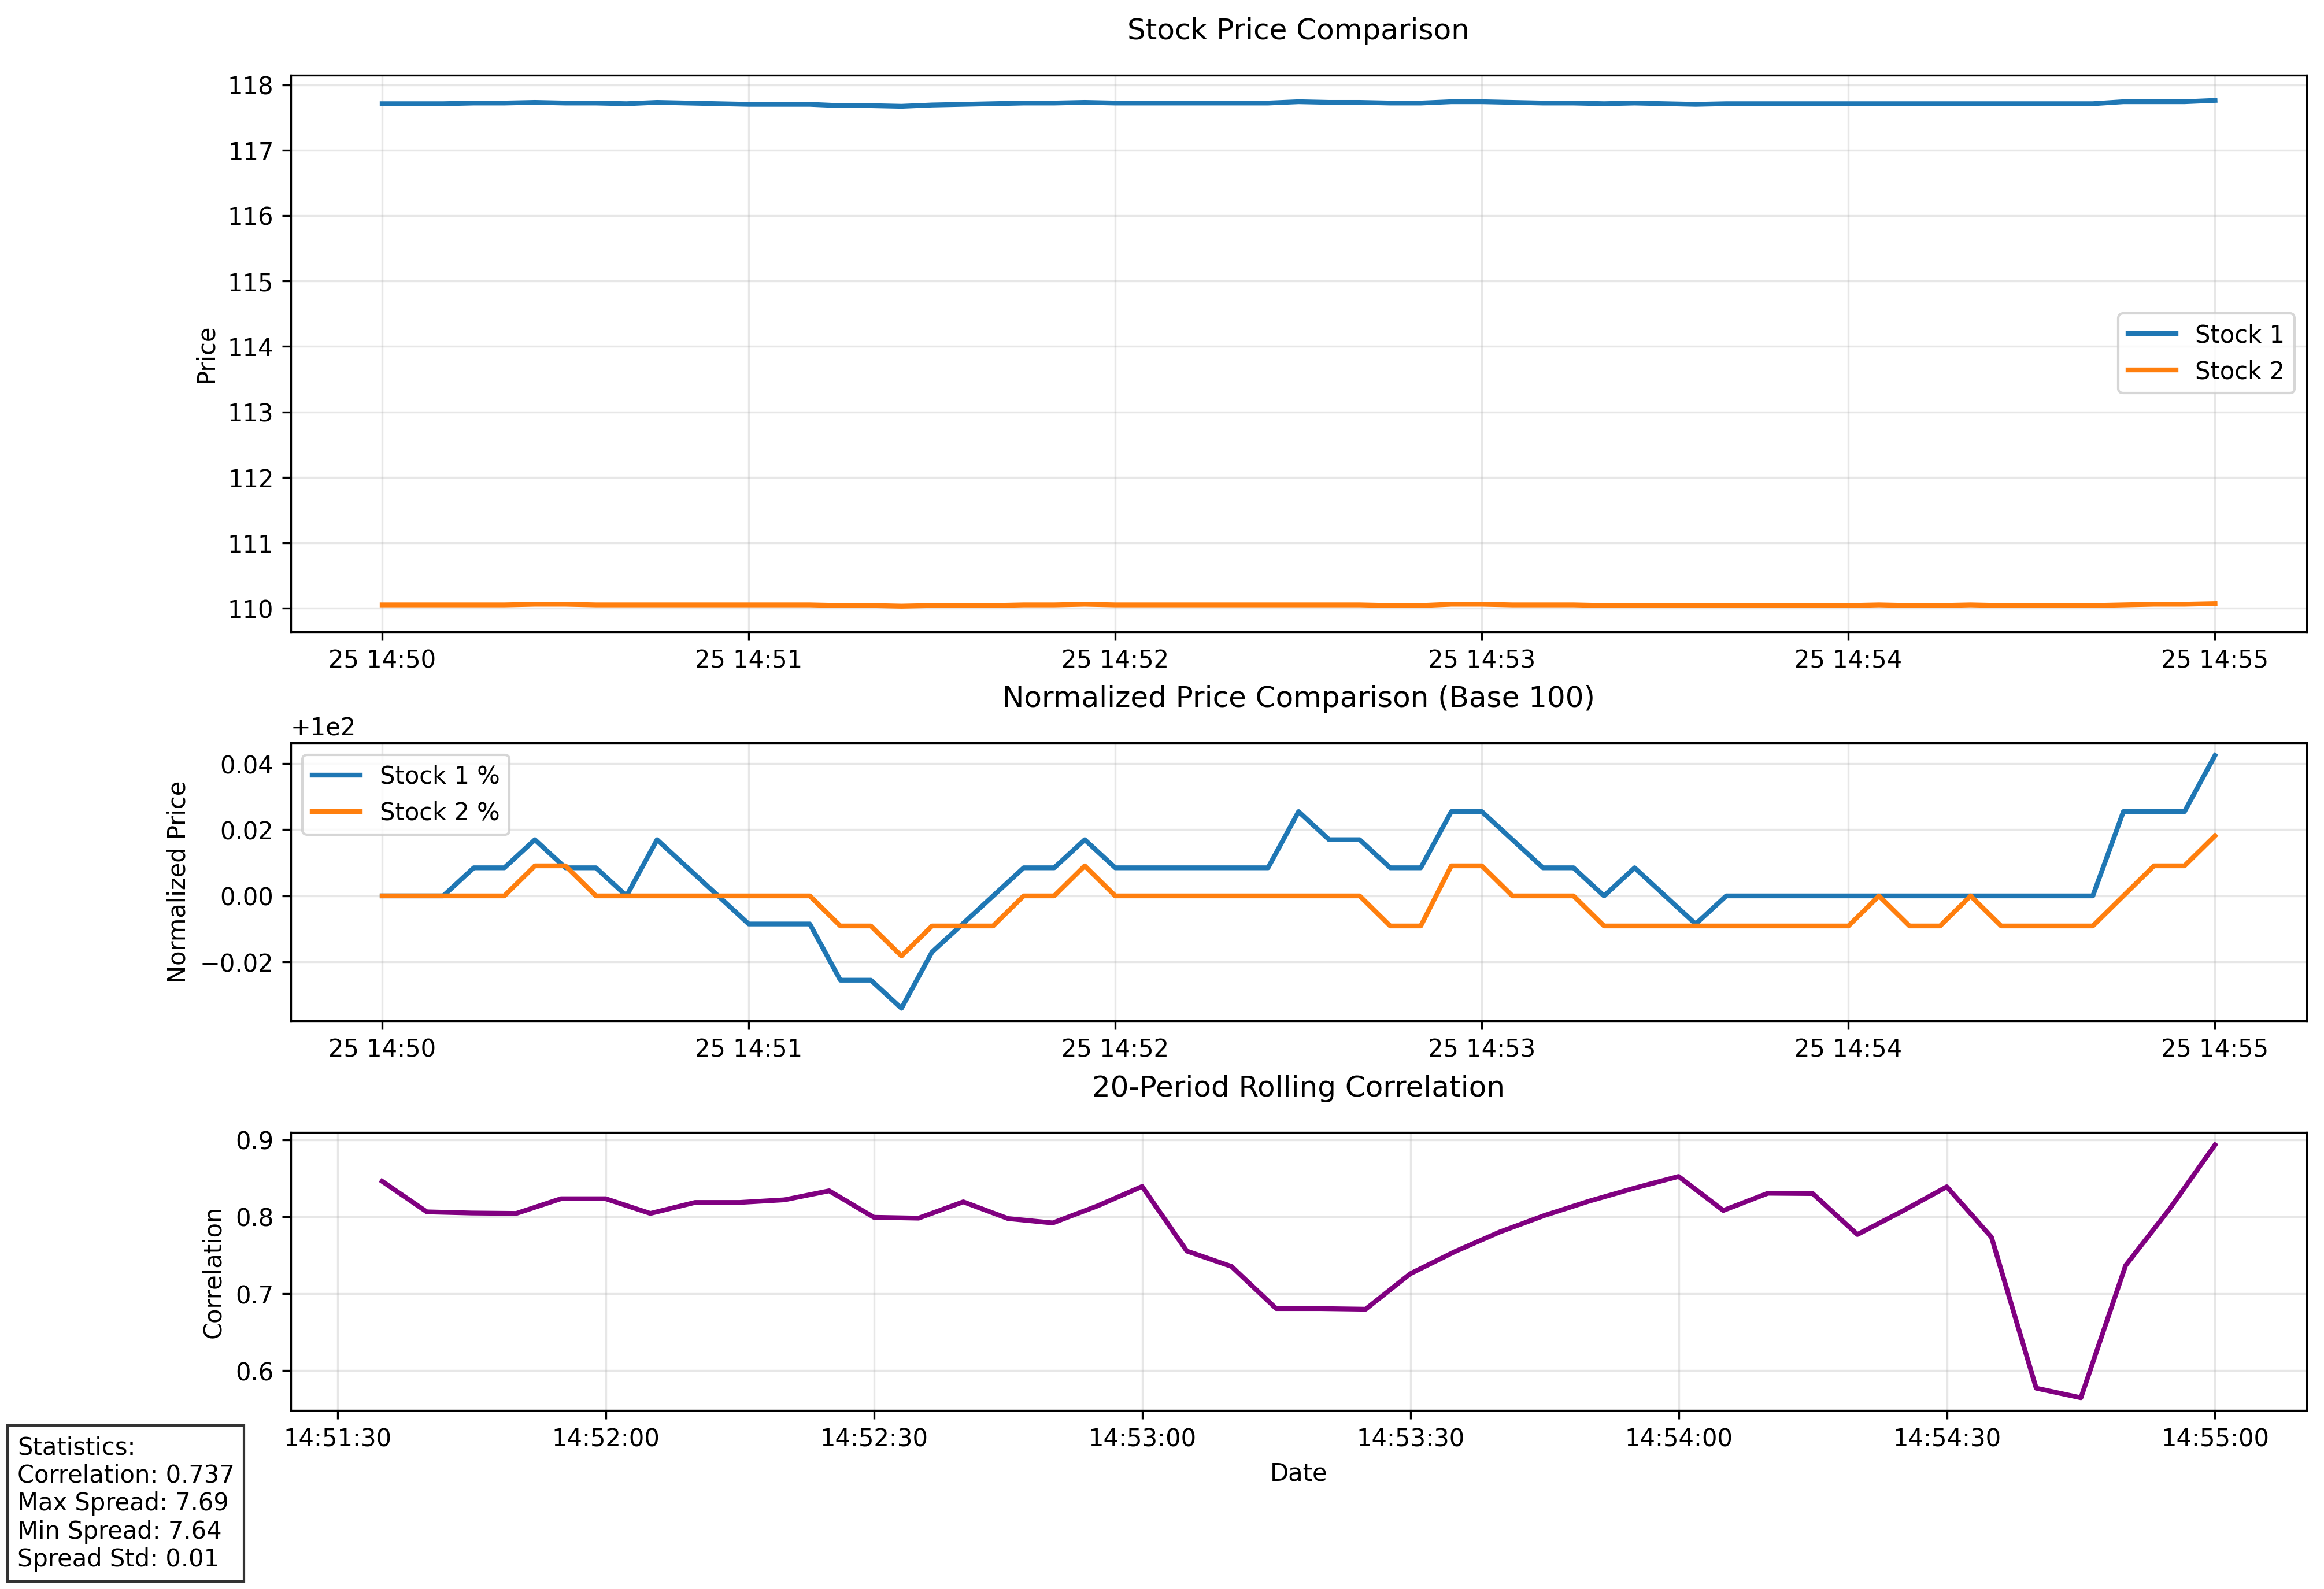 Stock Price Comparison
118
117
116
115
114
113
112
111
110
Price
Stock 1
Stock 2
25 14:50 25 14:51 25 14:52 25 14:53 25 14:54 25 14:55
Normalized Price Comparison (Base 100)
+1e2
0.04
0.02
0.00
−0.02
Normalized Price
Stock 1 %
Stock 2 %
25 14:50 25 14:51 25 14:52 25 14:53 25 14:54 25 14:55
20-Period Rolling Correlation
0.9
0.8
0.7
0.6
Correlation
14:51:30 14:52:00 14:52:30 14:53:00 14:53:30 14:54:00 14:54:30 14:55:00
Date
Statistics:
Correlation: 0.737
Max Spread: 7.69
Min Spread: 7.64
Spread Std: 0.01